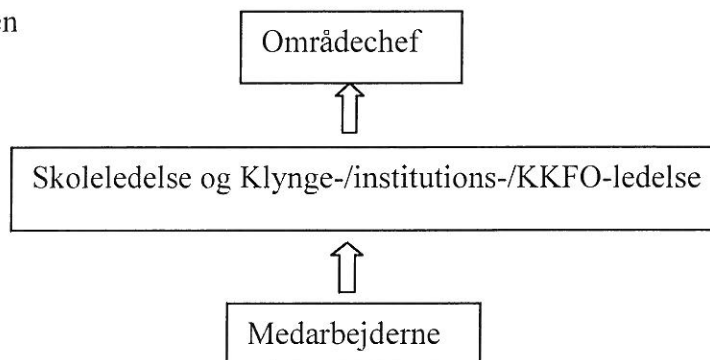 en
Områdechef
Skoleledelse og Klynge-/institutions-/KKFO-ledelse
Medarbejderne